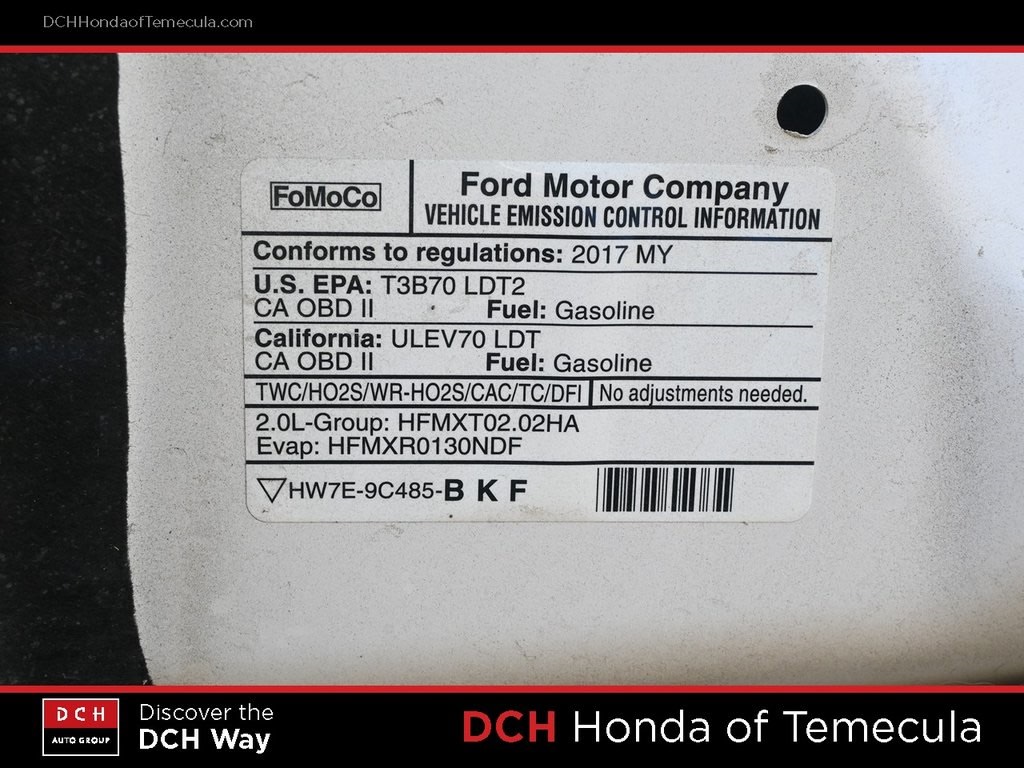 DCHHondaofTemecula.com
FoMoCo
Ford Motor Company
VEHICLE EMISSION CONTROL INFORMATION
Conforms to regulations: 2017 MY
U.S. EPA: T3B70 LDT2
CA OBD II Fuel: Gasoline
California: ULEV70 LDT
CA OBD II Fuel: Gasoline
TWC/HO2S/WR-HO2S/CAC/TC/DFI No adjustments needed.
2.0L-Group: HFMXT02.02HA
Evap: HFMXR0130NDF
HW7E-9C485-B K F
DCH
AUTO GROUP
Discover the
DCH Way
DCH Honda of Temecula